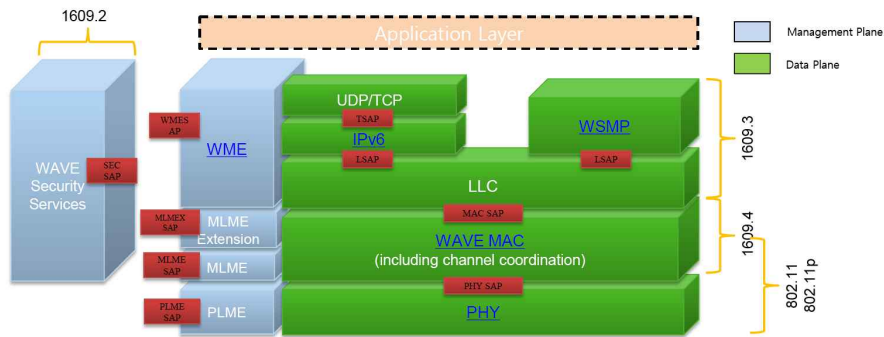 1609.2
Application Layer
Management Plane
Data Plane
UDP/TCP
WMES
AP
TSAP
WME
IPv6
WSMP
1609.3
WAVE
Security
Services
SEC
SAP
LSAP
LSAP
LLC
MLMEX
SAP
MLME
Extension
MAC SAP
WAVE MAC
(including channel coordination)
1609.4
MLME
SAP
MLME
PHY SAP
802.11
802.11p
PLME
SAP
PLME
PHY